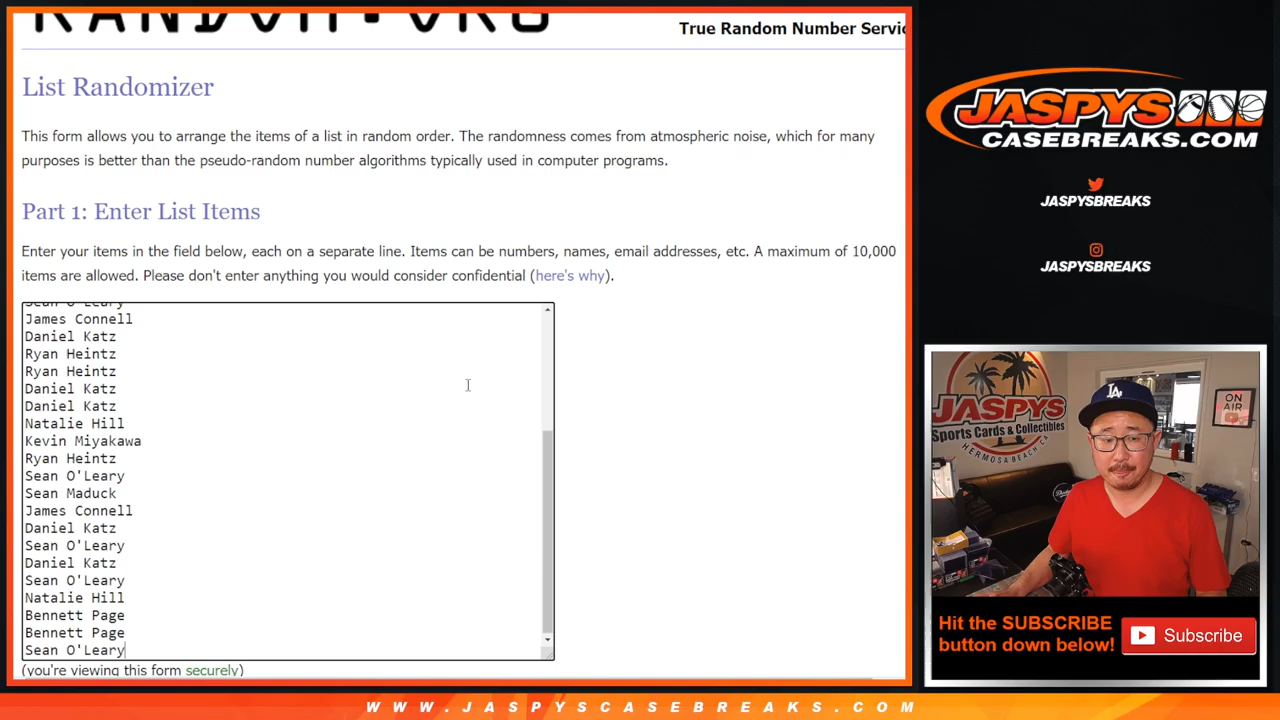 RANDOM.ORG
True Random Number Servic
List Randomizer
This form allows you to arrange the items of a list in random order. The randomness comes from atmospheric noise, which for many
purposes is better than the pseudo-random number algorithms typically used in computer programs.
Part 1: Enter List Items
Enter your items in the field below, each on a separate line. Items can be numbers, names, email addresses, etc. A maximum of 10,000
items are allowed. Please don't enter anything you would consider confidential (here's why).
Sean O'Leary
James Connell
Daniel Katz
Ryan Heintz
Ryan Heintz
Daniel Katz
Daniel Katz
Natalie Hill
Kevin Miyakawa
Ryan Heintz
Sean O'Leary
Sean Maduck
James Connell
Daniel Katz
Sean O'Leary
Daniel Katz
Sean O'Leary
Natalie Hill
Bennett Page
Bennett Page
Sean O'Leary
(you're viewing this form securely)
JASPYS
CASEBREAKS.COM
JASPYSBREAKS
JASPYSBREAKS
JASPYS
Sports Cards & Collectibles
HERMOSA BEACH CA
ON
AIR
LA
Hit the SUBSCRIBE
button down below!
Subscribe
WWW.JASPYSCASEBREAKS.COM